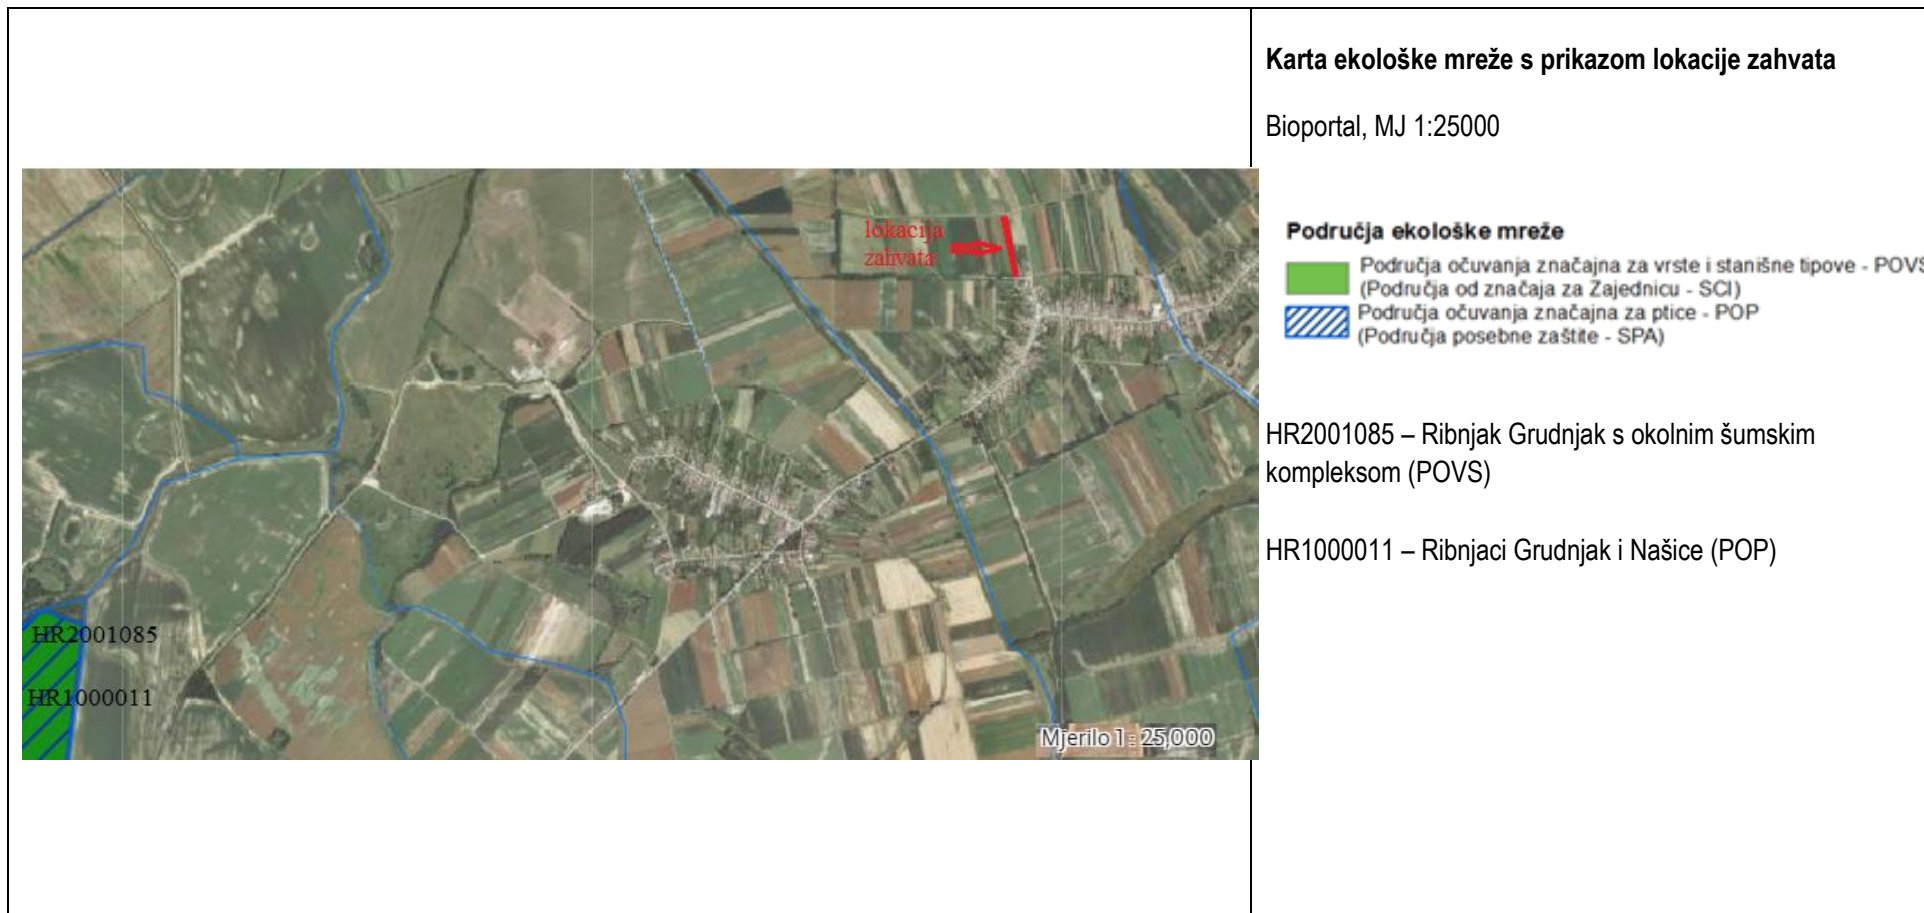 Karta ekološke mreže s prikazom lokacije zahvata
Bioportal, MJ 1:25000
lokacija
zahvata
HR2001085
HR1000011
Mjerilo 1 : 25,000
Područja ekološke mreže
Područja očuvanja značajna za vrste i stanišne tipove - POVS
(Područja od značaja za Zajednicu - SCI)
Područja očuvanja značajna za ptice - POP
(Područja posebne zaštite - SPA)
HR2001085 – Ribnjak Grudnjak s okolnim šumskim
kompleksom (POVS)
HR1000011 – Ribnjaci Grudnjak i Našice (POP)